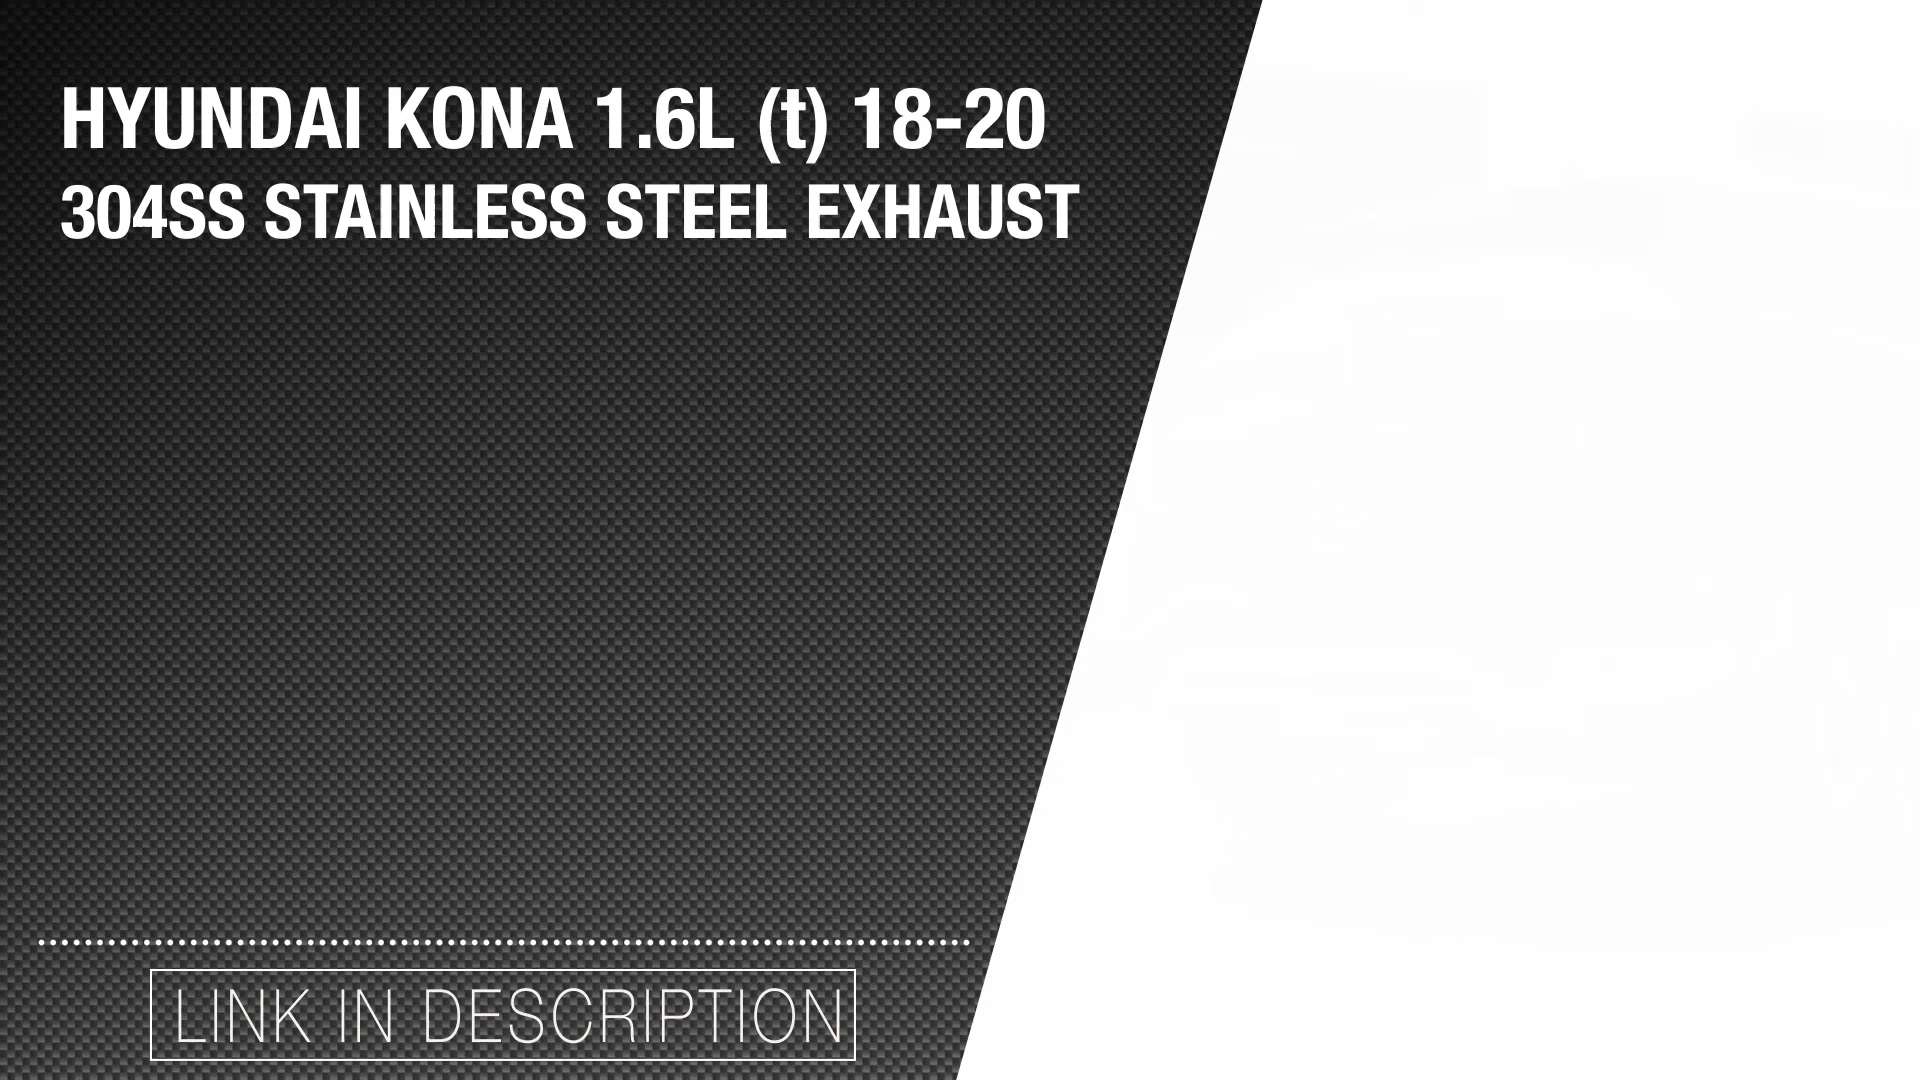 HYUNDAI KONA 1.6L (t) 18-20
304SS STAINLESS STEEL EXHAUST
LINK IN DESCRIPTION